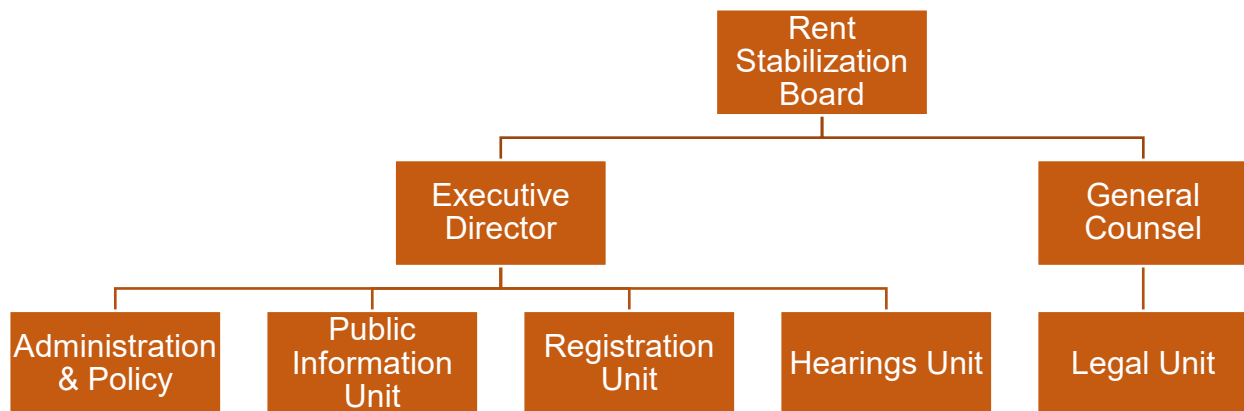 Rent
Stabilization
Board
Executive
Director
General
Counsel
Administration
& Policy
Public
Information
Unit
Registration
Unit
Hearings Unit
Legal Unit